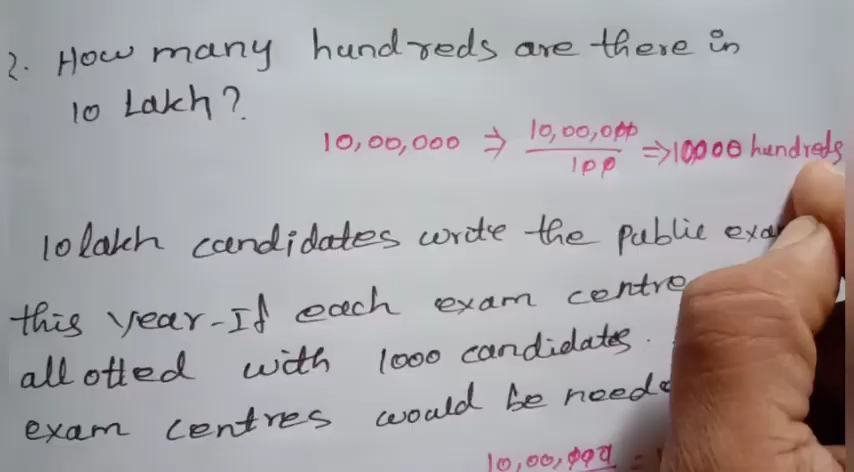 2. How many hundreds are there in
10 Lakh?
10,00,000 ⇒ 10,00,000/100 ⇒ 10000 hundreds
10 lakh candidates write the public
this year-If each exam centre
allotted with 1000 candidates.
exam centres would be
10,00,000